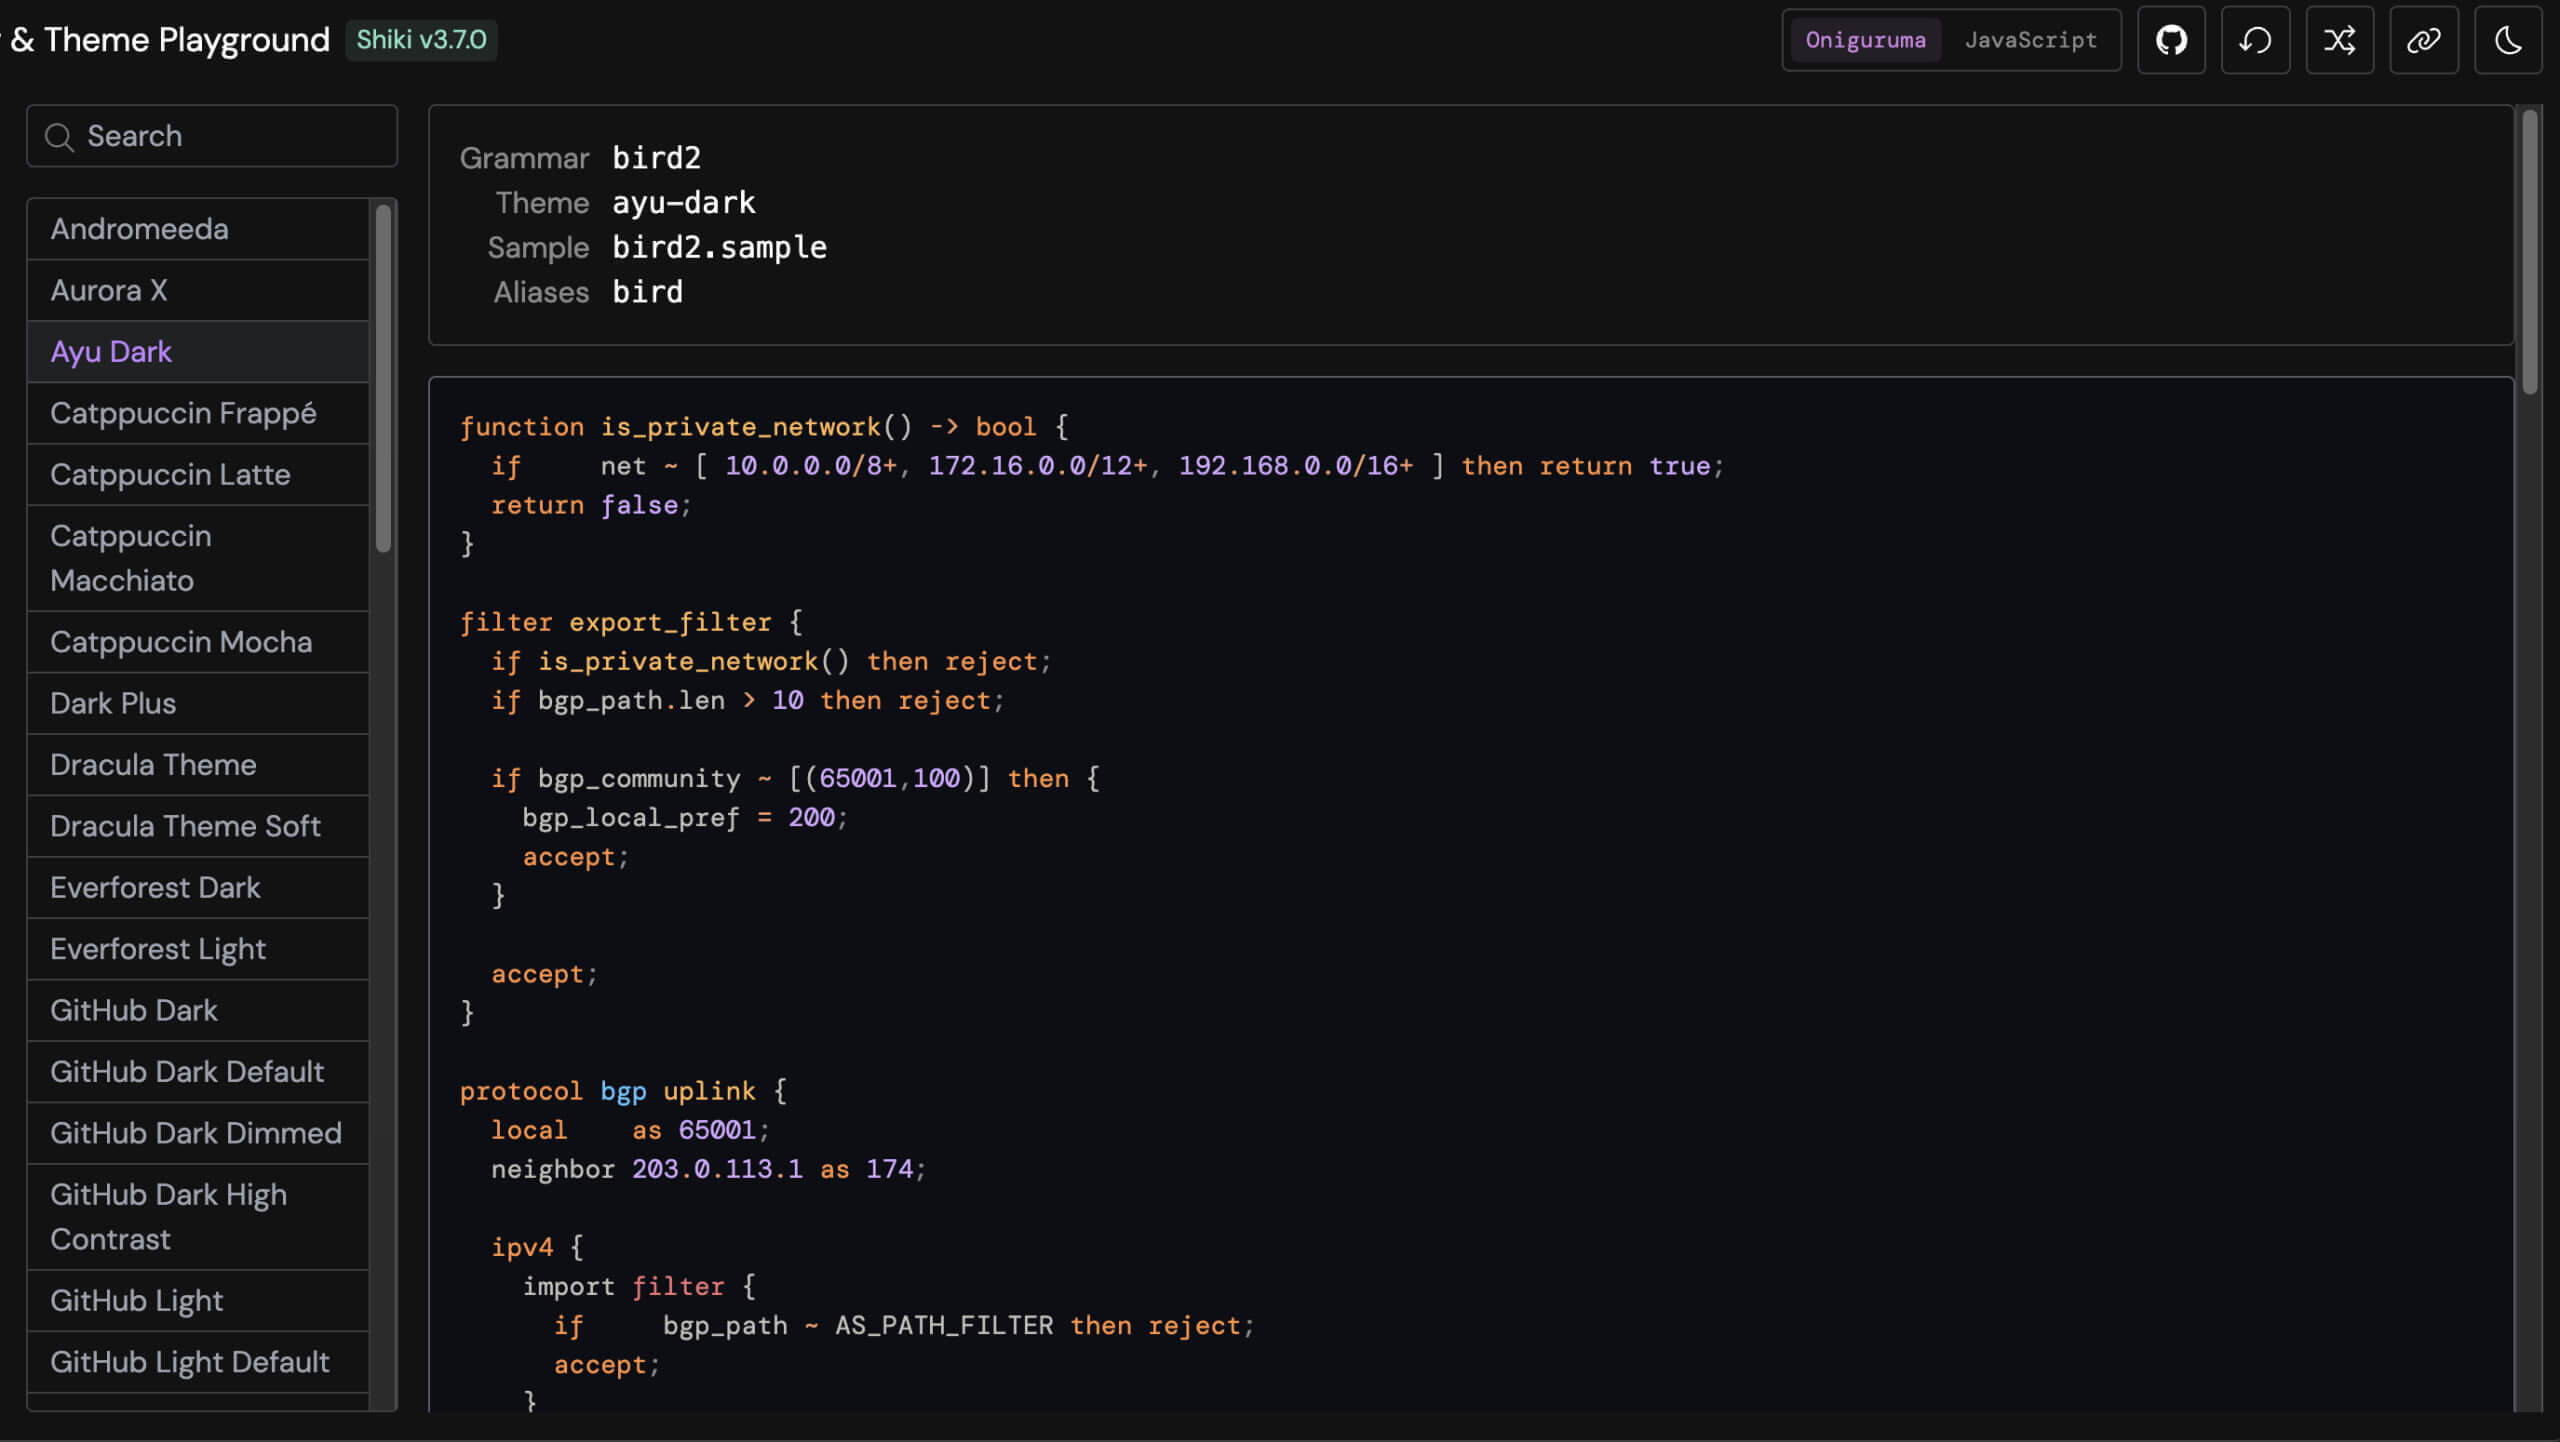 & Theme Playground Shiki v3.7.0
Oniguruma JavaScript
Search
Andromeeda
Aurora X
Ayu Dark
Catppuccin Frappé
Catppuccin Latte
Catppuccin
Macchiato
Catppuccin Mocha
Dark Plus
Dracula Theme
Dracula Theme Soft
Everforest Dark
Everforest Light
GitHub Dark
GitHub Dark Default
GitHub Dark Dimmed
GitHub Dark High
Contrast
GitHub Light
GitHub Light Default
Grammar bird2
Theme ayu-dark
Sample bird2.sample
Aliases bird
function is_private_network() -> bool {
  if     net ~ [ 10.0.0.0/8+, 172.16.0.0/12+, 192.168.0.0/16+ ] then return true;
  return false;
}
filter export_filter {
  if is_private_network() then reject;
  if bgp_path.len > 10 then reject;
  if bgp_community ~ [(65001,100)] then {
    bgp_local_pref = 200;
    accept;
  }
  accept;
}
protocol bgp uplink {
  local    as 65001;
  neighbor 203.0.113.1 as 174;
  ipv4 {
    import filter {
      if     bgp_path ~ AS_PATH_FILTER then reject;
      accept;
    }